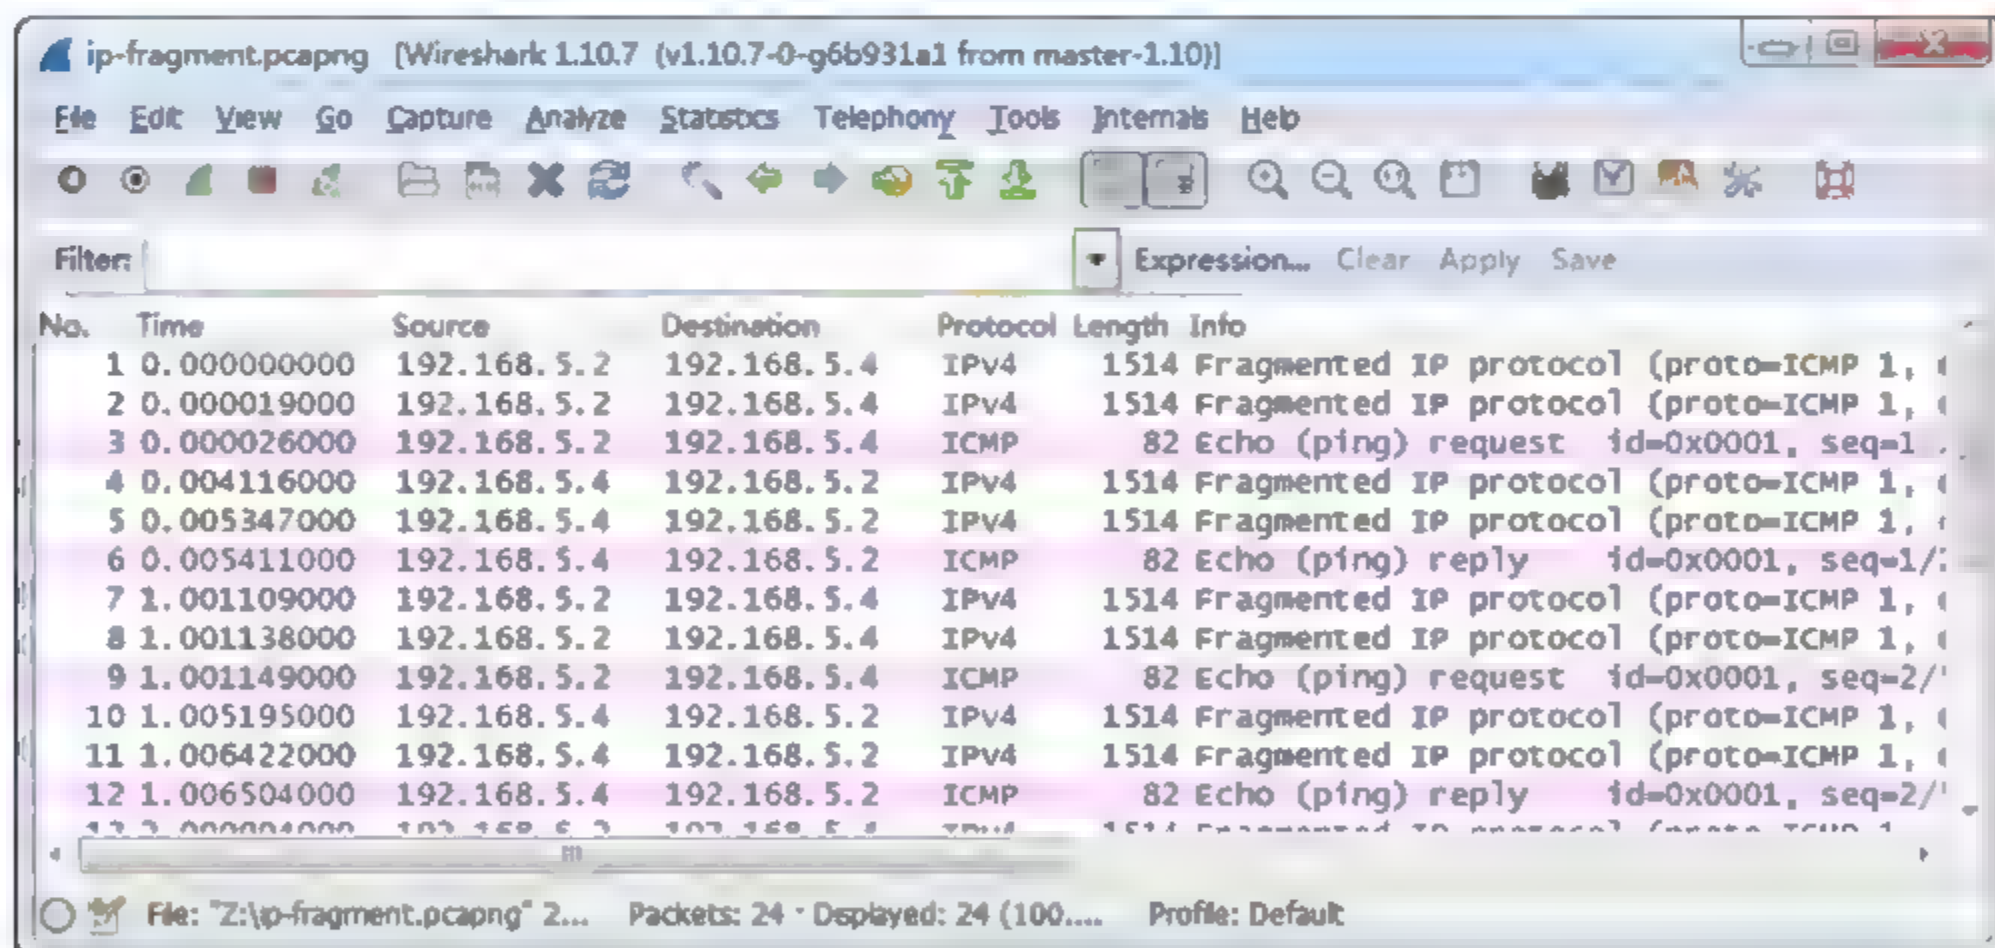 ip-fragment.pcapng [Wireshark 1.10.7 (v1.10.7-0-g6b931a1 from master-1.10)]
File Edit View Go Capture Analyze Statistics Telephony Tools Internals Help
Filter: Expression... Clear Apply Save
No. Time Source Destination Protocol Length Info
1 0.000000000 192.168.5.2 192.168.5.4 IPv4 1514 Fragmented IP protocol (proto=ICMP 1,
2 0.000019000 192.168.5.2 192.168.5.4 IPv4 1514 Fragmented IP protocol (proto=ICMP 1,
3 0.000026000 192.168.5.2 192.168.5.4 ICMP 82 Echo (ping) request id=0x0001, seq=1
4 0.004116000 192.168.5.4 192.168.5.2 IPv4 1514 Fragmented IP protocol (proto=ICMP 1,
5 0.005347000 192.168.5.4 192.168.5.2 IPv4 1514 Fragmented IP protocol (proto=ICMP 1,
6 0.005411000 192.168.5.4 192.168.5.2 ICMP 82 Echo (ping) reply id=0x0001, seq=1/
7 1.001109000 192.168.5.2 192.168.5.4 IPv4 1514 Fragmented IP protocol (proto=ICMP 1,
8 1.001138000 192.168.5.2 192.168.5.4 IPv4 1514 Fragmented IP protocol (proto=ICMP 1,
9 1.001149000 192.168.5.2 192.168.5.4 ICMP 82 Echo (ping) request id=0x0001, seq=2/
10 1.005195000 192.168.5.4 192.168.5.2 IPv4 1514 Fragmented IP protocol (proto=ICMP 1,
11 1.006422000 192.168.5.4 192.168.5.2 IPv4 1514 Fragmented IP protocol (proto=ICMP 1,
12 1.006504000 192.168.5.4 192.168.5.2 ICMP 82 Echo (ping) reply id=0x0001, seq=2/
File: "Z:\ip-fragment.pcapng" 2... Packets: 24 · Displayed: 24 (100.... Profile: Default